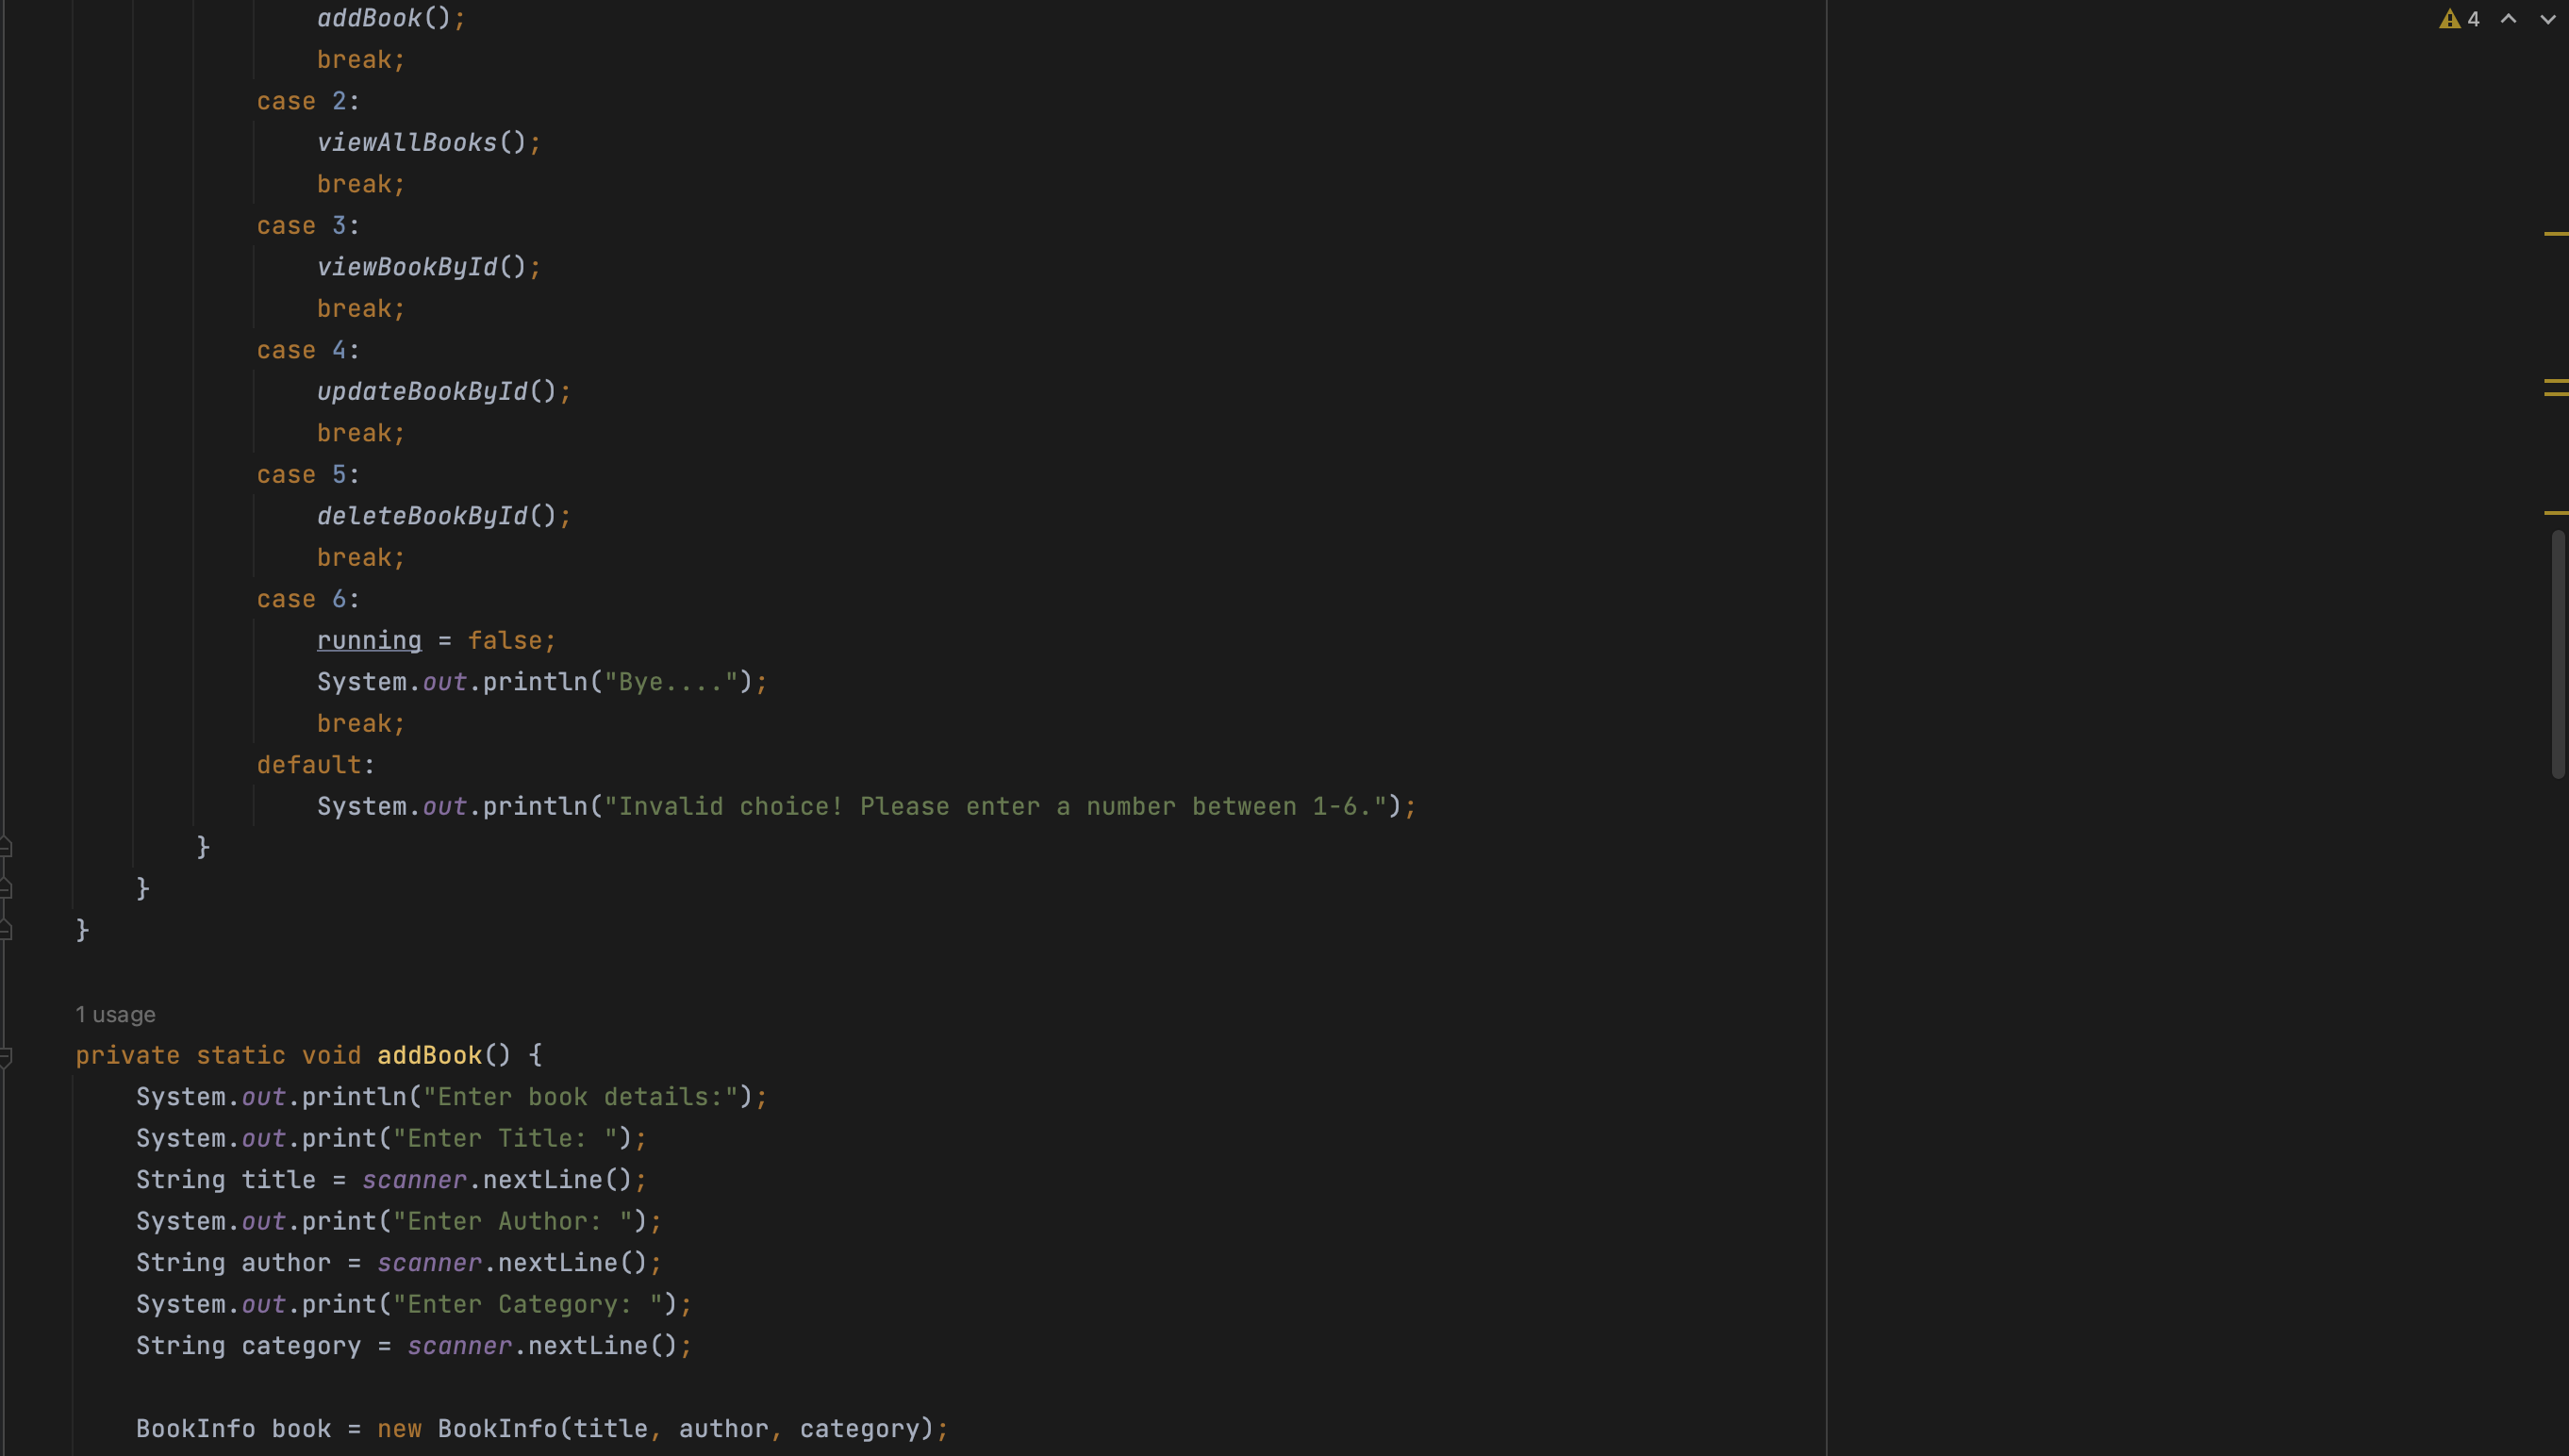 addBook();
4
break;
case 2:
viewAllBooks();
break;
case 3:
viewBookById();
break;
case 4:
updateBookById();
break;
case 5:
deleteBookById();
break;
case 6:
running = false;
System.out.println("Bye....");
break;
default:
System.out.println("Invalid choice! Please enter a number between 1-6.");
}
}
}
1 usage
private static void addBook() {
System.out.println("Enter book details:");
System.out.print("Enter Title: ");
String title = scanner.nextLine();
System.out.print("Enter Author: ");
String author = scanner.nextLine();
System.out.print("Enter Category: ");
String category = scanner.nextLine();
BookInfo book = new BookInfo(title, author, category);